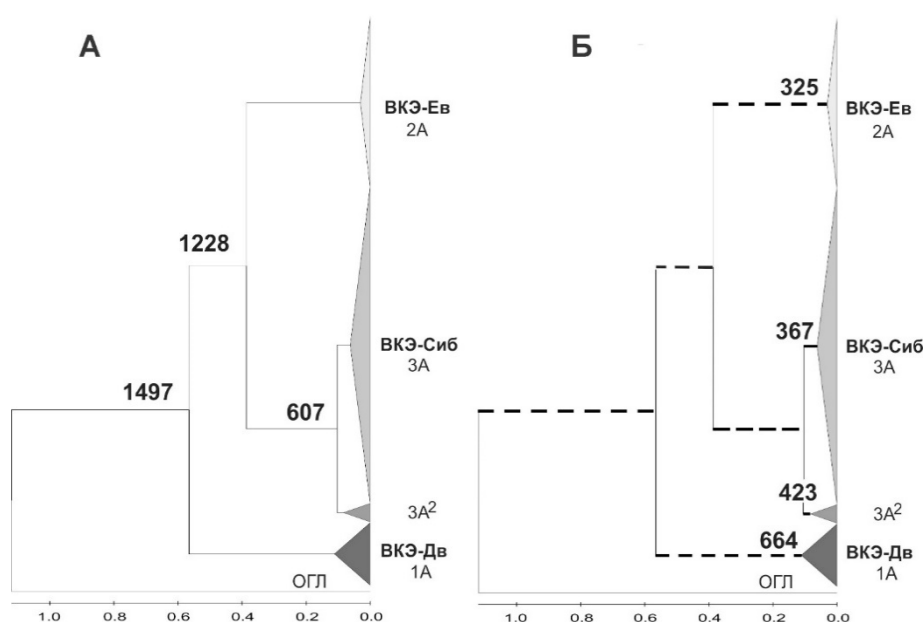 А
ВКЭ-Ев
2А
1228
ВКЭ-Сиб
3А
1497
607
3А²
ВКЭ-Дв
1А
ОГЛ
1.0 0.8 0.6 0.4 0.2 0.0
Б
325
ВКЭ-Ев
2А
367
ВКЭ-Сиб
3А
423
3А²
664
ВКЭ-Дв
1А
ОГЛ
1.0 0.8 0.6 0.4 0.2 0.0